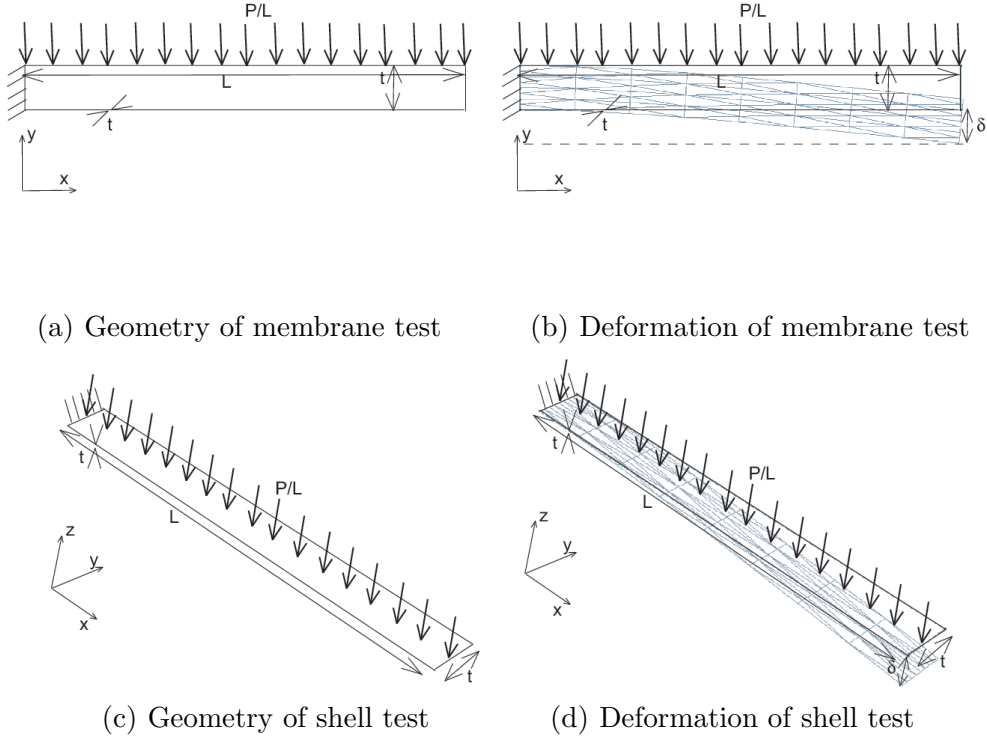 P/L
P/L
L
t
L
t
t
t
δ
y
y
x
x
(a) Geometry of membrane test
(b) Deformation of membrane test
t
t
P/L
P/L
L
L
z
z
y
y
x
x
t
δ
t
(c) Geometry of shell test
(d) Deformation of shell test